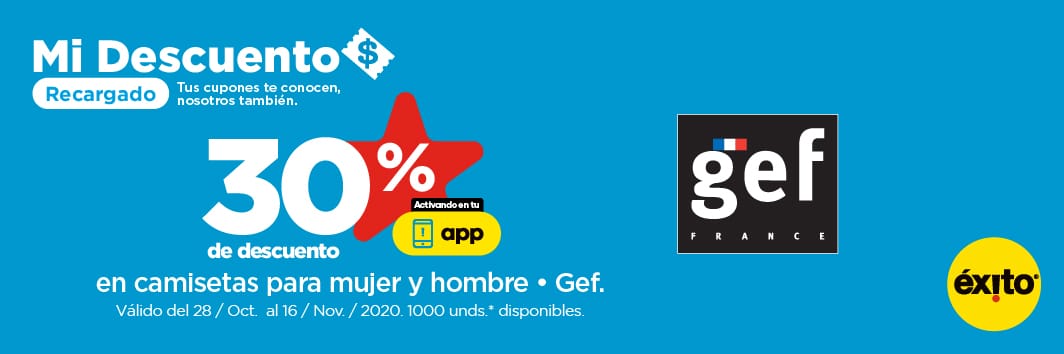 Mi Descuento $
Recargado
Tus cupones te conocen,
nosotros también.
30%
de descuento
Activando en tu
app
en camisetas para mujer y hombre • Gef.
Válido del 28 / Oct. al 16 / Nov. / 2020. 1000 unds.* disponibles.
gef
FRANCE
éxito